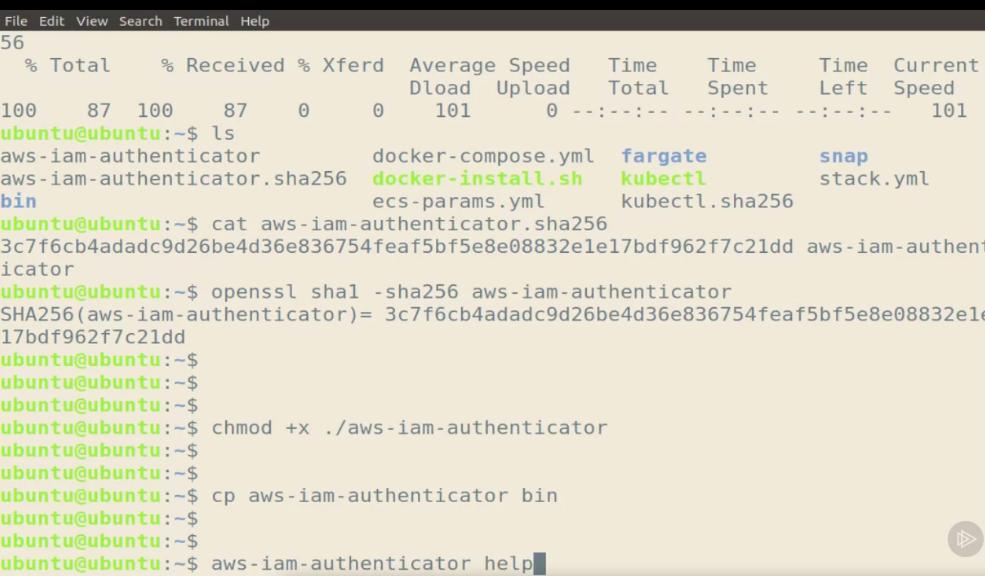 File Edit View Search Terminal Help
56
  % Total    % Received % Xferd  Average Speed   Time    Time     Time  Current
                                 Dload  Upload   Total   Spent    Left  Speed
100    87  100    87    0     0    101      0 --:--:-- --:--:-- --:--:--   101
ubuntu@ubuntu:~$ ls
aws-iam-authenticator         docker-compose.yml  fargate         snap
aws-iam-authenticator.sha256  docker-install.sh   kubectl         stack.yml
bin                           ecs-params.yml      kubectl.sha256
ubuntu@ubuntu:~$ cat aws-iam-authenticator.sha256
3c7f6cb4adadc9d26be4d36e836754feaf5bf5e8e08832e1e17bdf962f7c21dd aws-iam-authent
icator
ubuntu@ubuntu:~$ openssl sha1 -sha256 aws-iam-authenticator
SHA256(aws-iam-authenticator)= 3c7f6cb4adadc9d26be4d36e836754feaf5bf5e8e08832e1e
17bdf962f7c21dd
ubuntu@ubuntu:~$
ubuntu@ubuntu:~$
ubuntu@ubuntu:~$
ubuntu@ubuntu:~$ chmod +x ./aws-iam-authenticator
ubuntu@ubuntu:~$
ubuntu@ubuntu:~$
ubuntu@ubuntu:~$ cp aws-iam-authenticator bin
ubuntu@ubuntu:~$
ubuntu@ubuntu:~$
ubuntu@ubuntu:~$ aws-iam-authenticator help